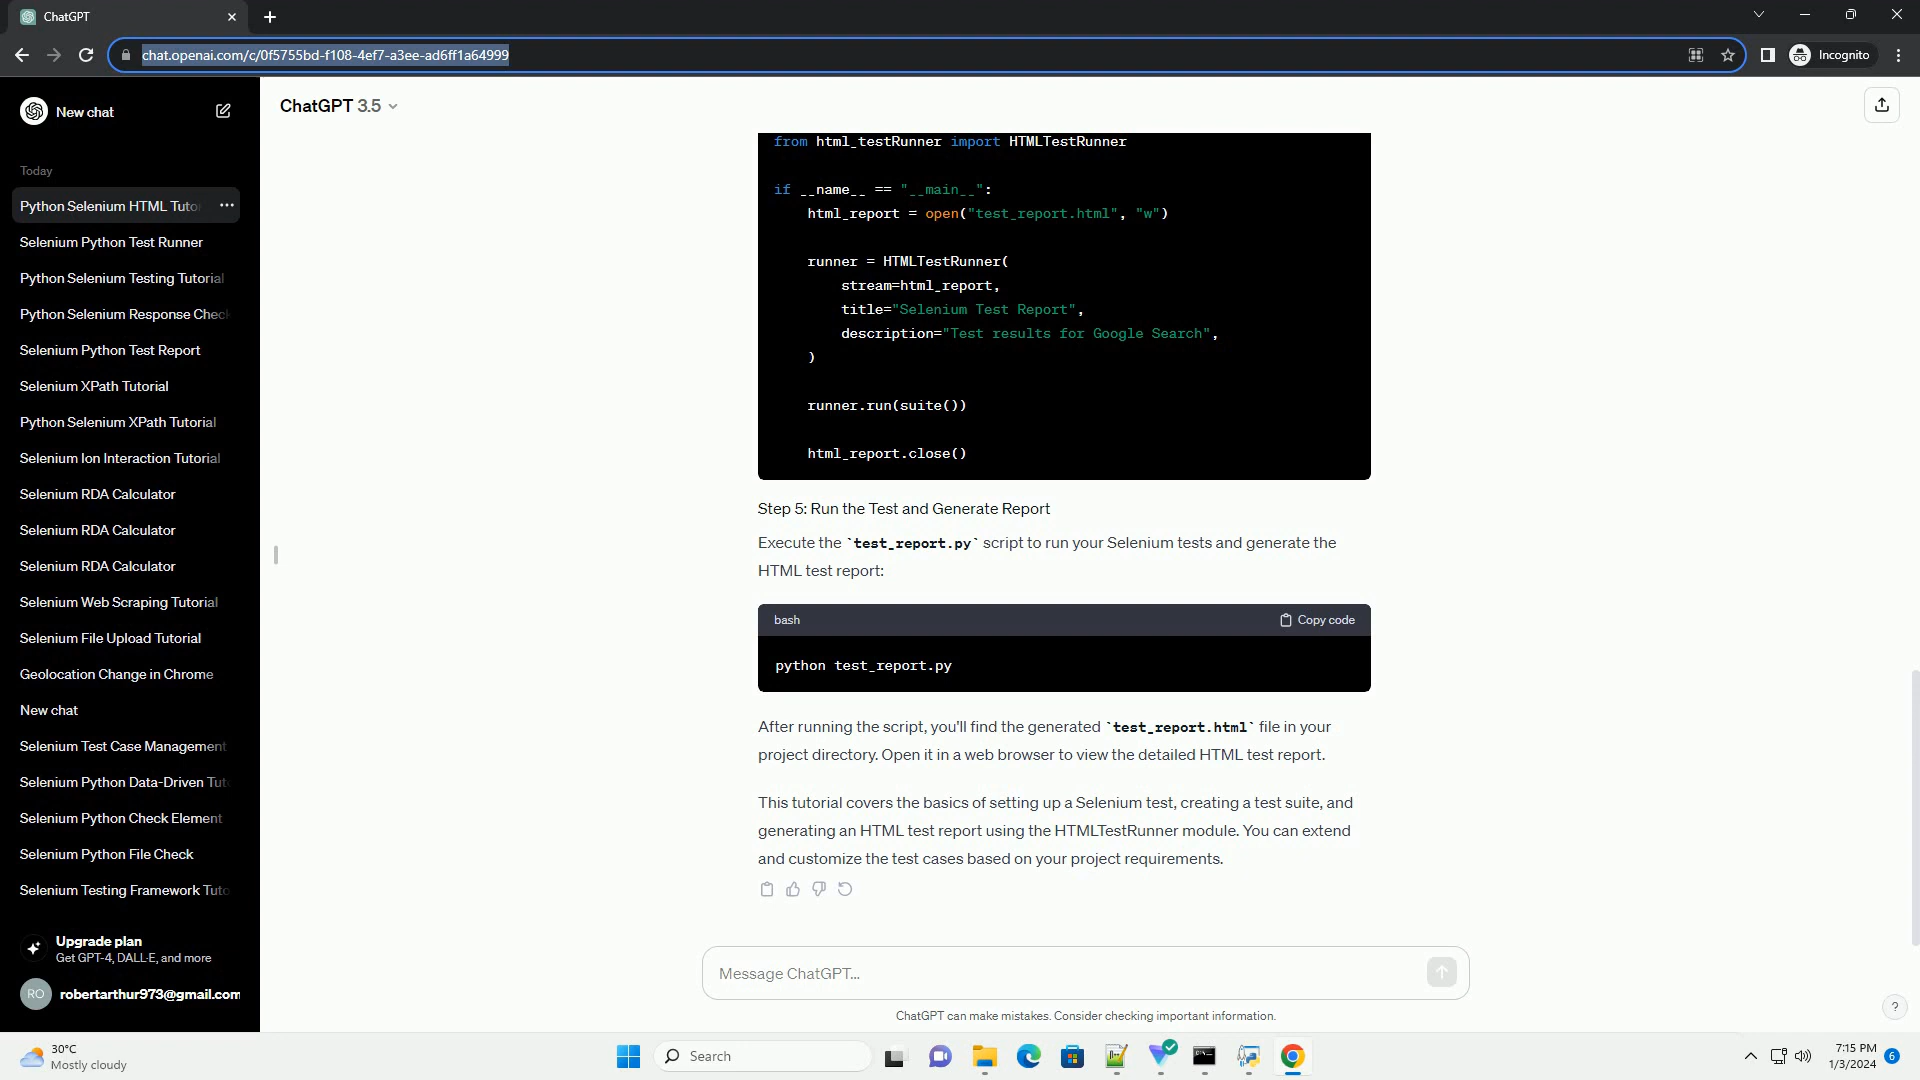 ChatGPT
chat.openai.com/c/0f5755bd-f108-4ef7-a3ee-ad6ff1a64999
Incognito
New chat
ChatGPT 3.5
Today
Python Selenium HTML Tuto
Selenium Python Test Runner
Python Selenium Testing Tutorial
Python Selenium Response Chec
Selenium Python Test Report
Selenium XPath Tutorial
Python Selenium XPath Tutorial
Selenium Ion Interaction Tutorial
Selenium RDA Calculator
Selenium RDA Calculator
Selenium RDA Calculator
Selenium Web Scraping Tutorial
Selenium File Upload Tutorial
Geolocation Change in Chrome
New chat
Selenium Test Case Management
Selenium Python Data-Driven Tut
Selenium Python Check Element
Selenium Python File Check
Selenium Testing Framework Tuto
Upgrade plan
Get GPT-4, DALL·E, and more
RO
robertarthur973@gmail.com
from html_testRunner import HTMLTestRunner
if __name__ == "__main__":
html_report = open("test_report.html", "w")
runner = HTMLTestRunner(
stream=html_report,
title="Selenium Test Report",
description="Test results for Google Search",
)
runner.run(suite())
html_report.close()
Step 5: Run the Test and Generate Report
Execute the `test_report.py` script to run your Selenium tests and generate the
HTML test report:
bash
Copy code
python test_report.py
After running the script, you'll find the generated `test_report.html` file in your
project directory. Open it in a web browser to view the detailed HTML test report.
This tutorial covers the basics of setting up a Selenium test, creating a test suite, and
generating an HTML test report using the HTMLTestRunner module. You can extend
and customize the test cases based on your project requirements.
Message ChatGPT...
ChatGPT can make mistakes. Consider checking important information.
?
30°C
Mostly cloudy
Search
7:15 PM
1/3/2024
6